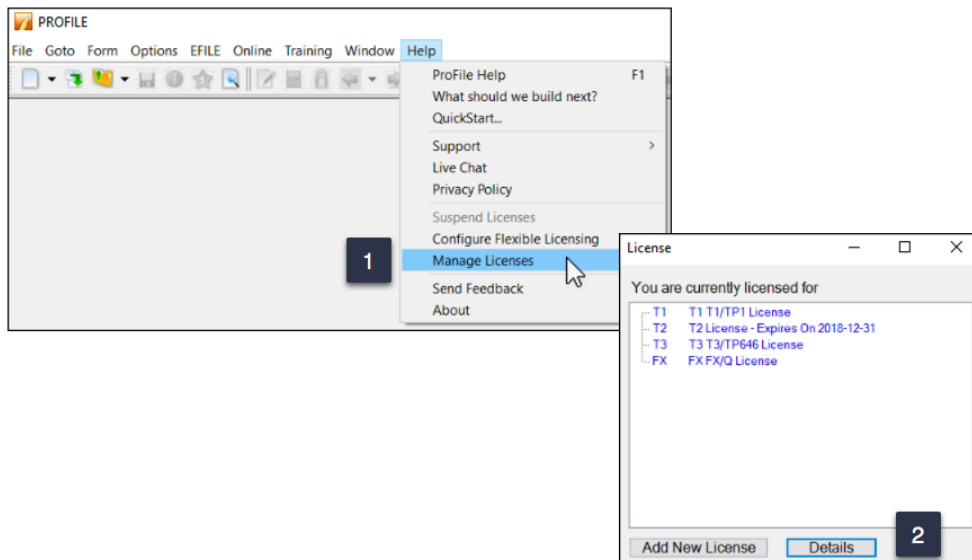 PROFILE
File Goto Form Options EFILE Online Training Window Help
ProFile Help F1
What should we build next?
QuickStart...
Support >
Live Chat
Privacy Policy
Suspend Licenses
Configure Flexible Licensing
1
Manage Licenses
Send Feedback
About
License
You are currently licensed for
T1 T1 T1/TP1 License
T2 T2 License - Expires On 2018-12-31
T3 T3 T3/TP646 License
FX FX FX/Q License
Add New License Details 2